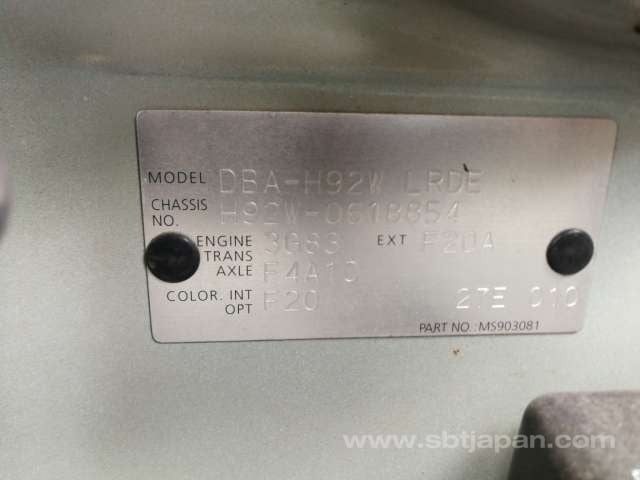 MODEL DBA-H92W LRDE
CHASSIS NO. H92W-0618854
ENGINE 3G83 EXT F20A
TRANS AXLE F4A10
COLOR. INT OPT F20 27E 010
PART NO : MS903081
www.sbtjapan.com